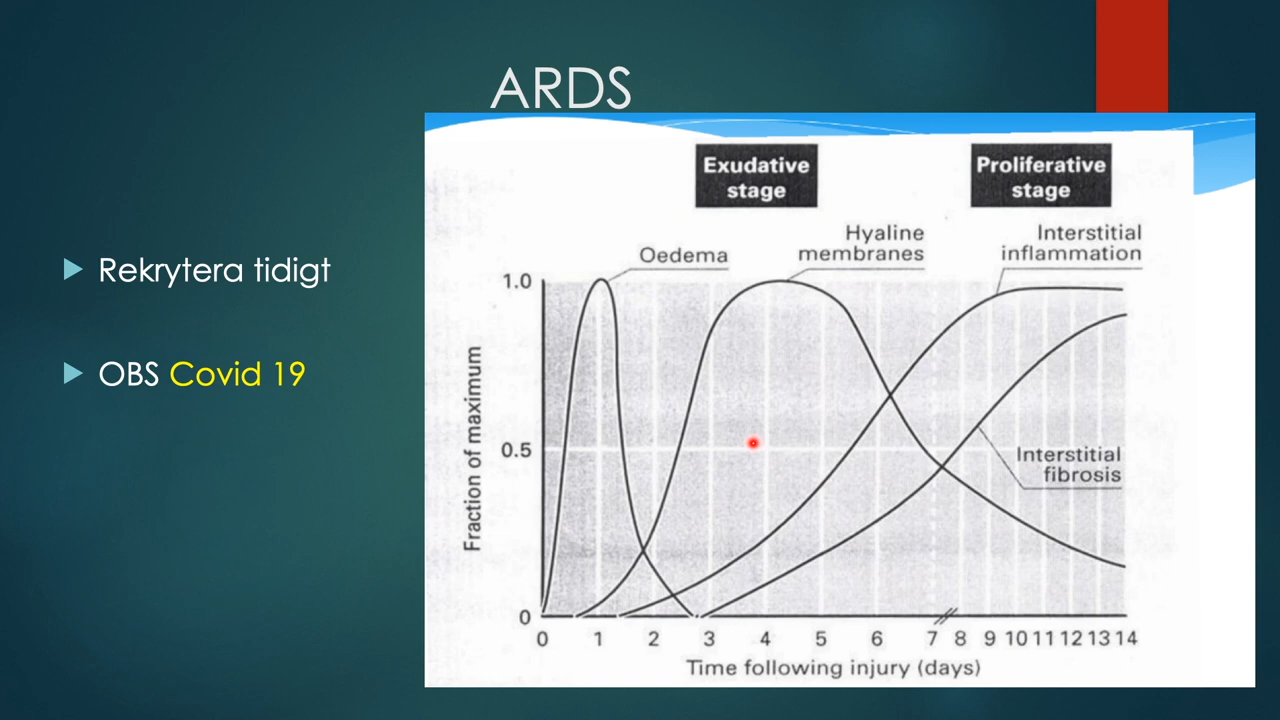 ARDS
Rekrytera tidigt
OBS Covid 19
Exudative
stage
Proliferative
stage
Oedema
Hyaline
membranes
Interstitial
inflammation
Interstitial
fibrosis
Fraction of maximum
1.0
0.5
0
0 1 2 3 4 5 6 7 8 9 10 11 12 13 14
Time following injury (days)